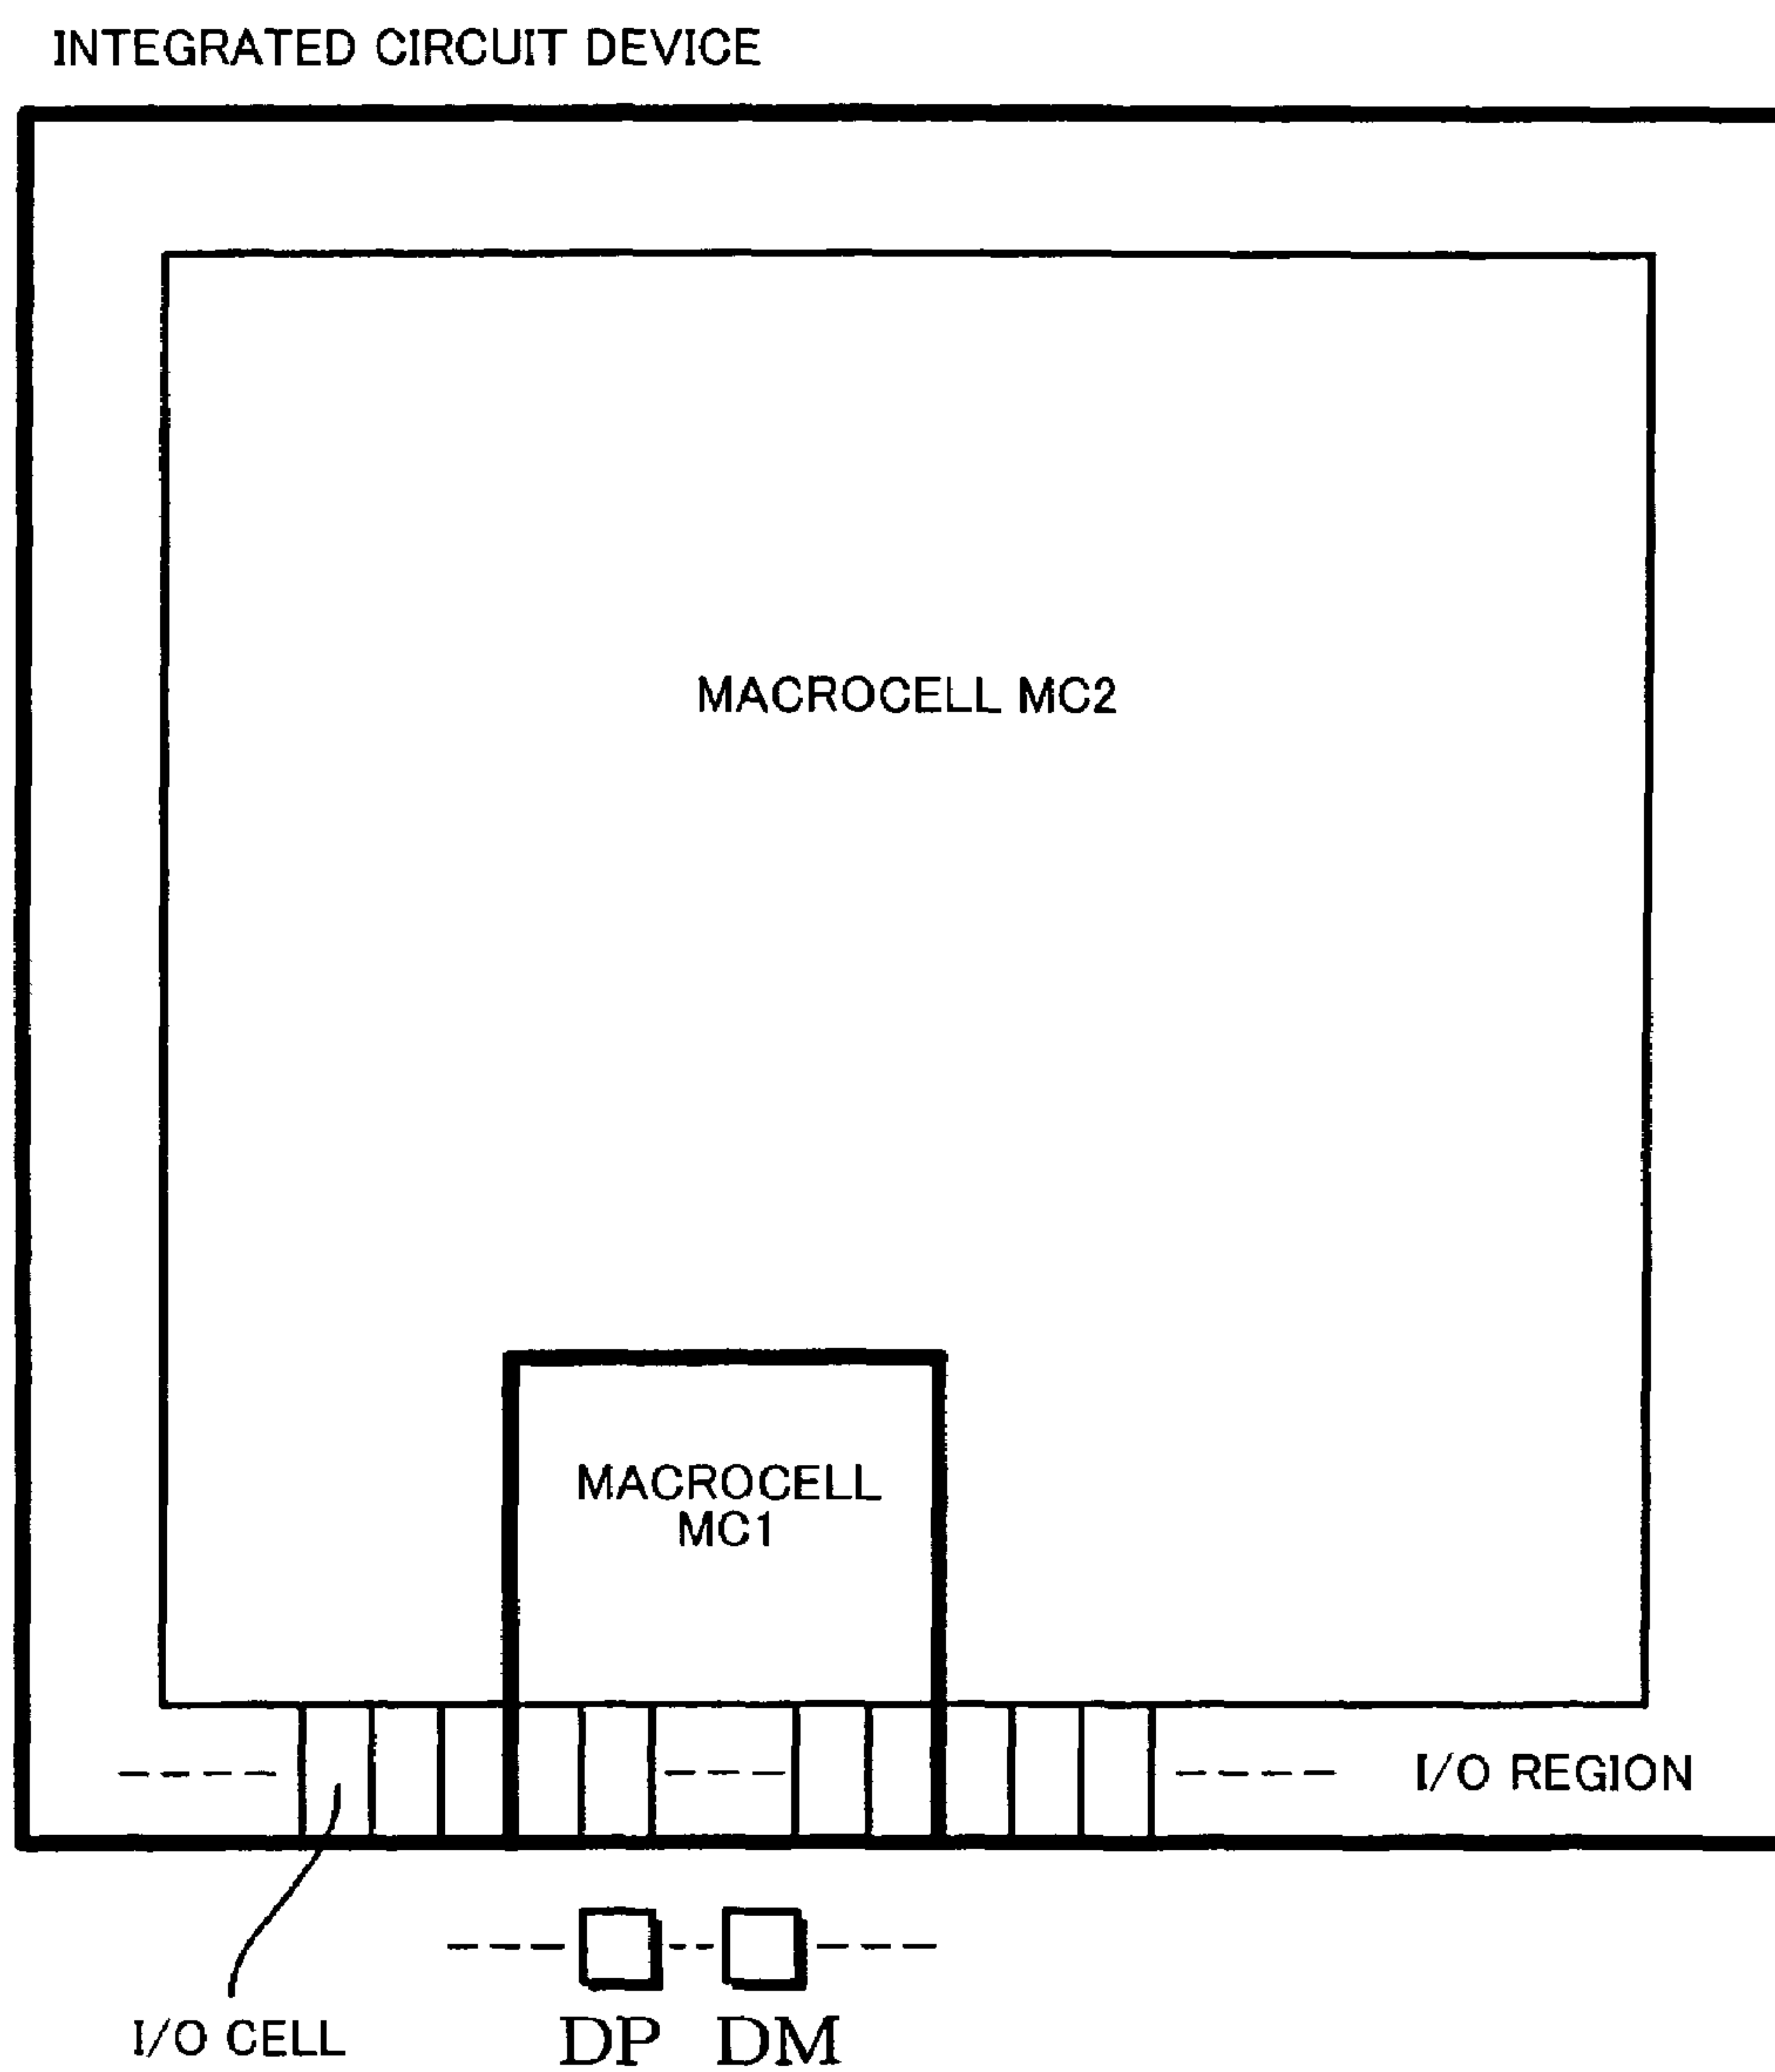 INTEGRATED CIRCUIT DEVICE
MACROCELL MC2
MACROCELL
MC1
I/O REGION
I/O CELL
DP
DM